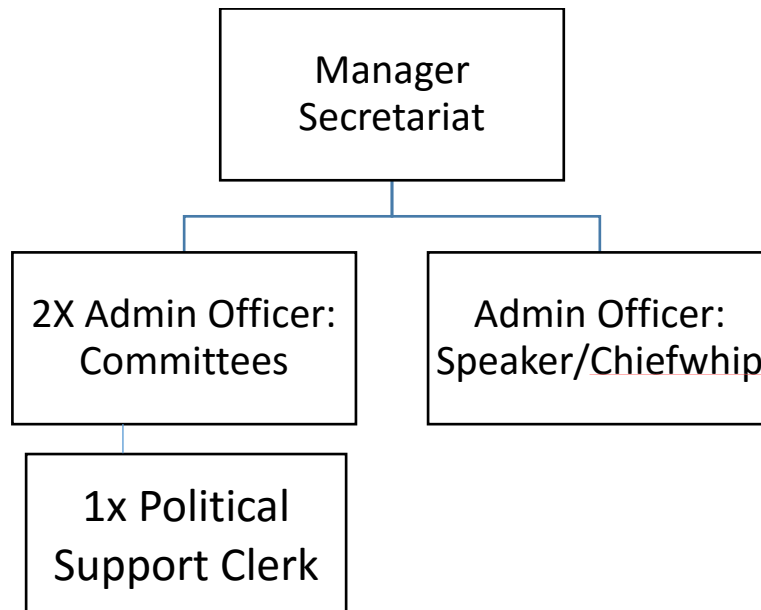 Manager
Secretariat
2X Admin Officer:
Committees
Admin Officer:
Speaker/Chiefwhip
1x Political
Support Clerk